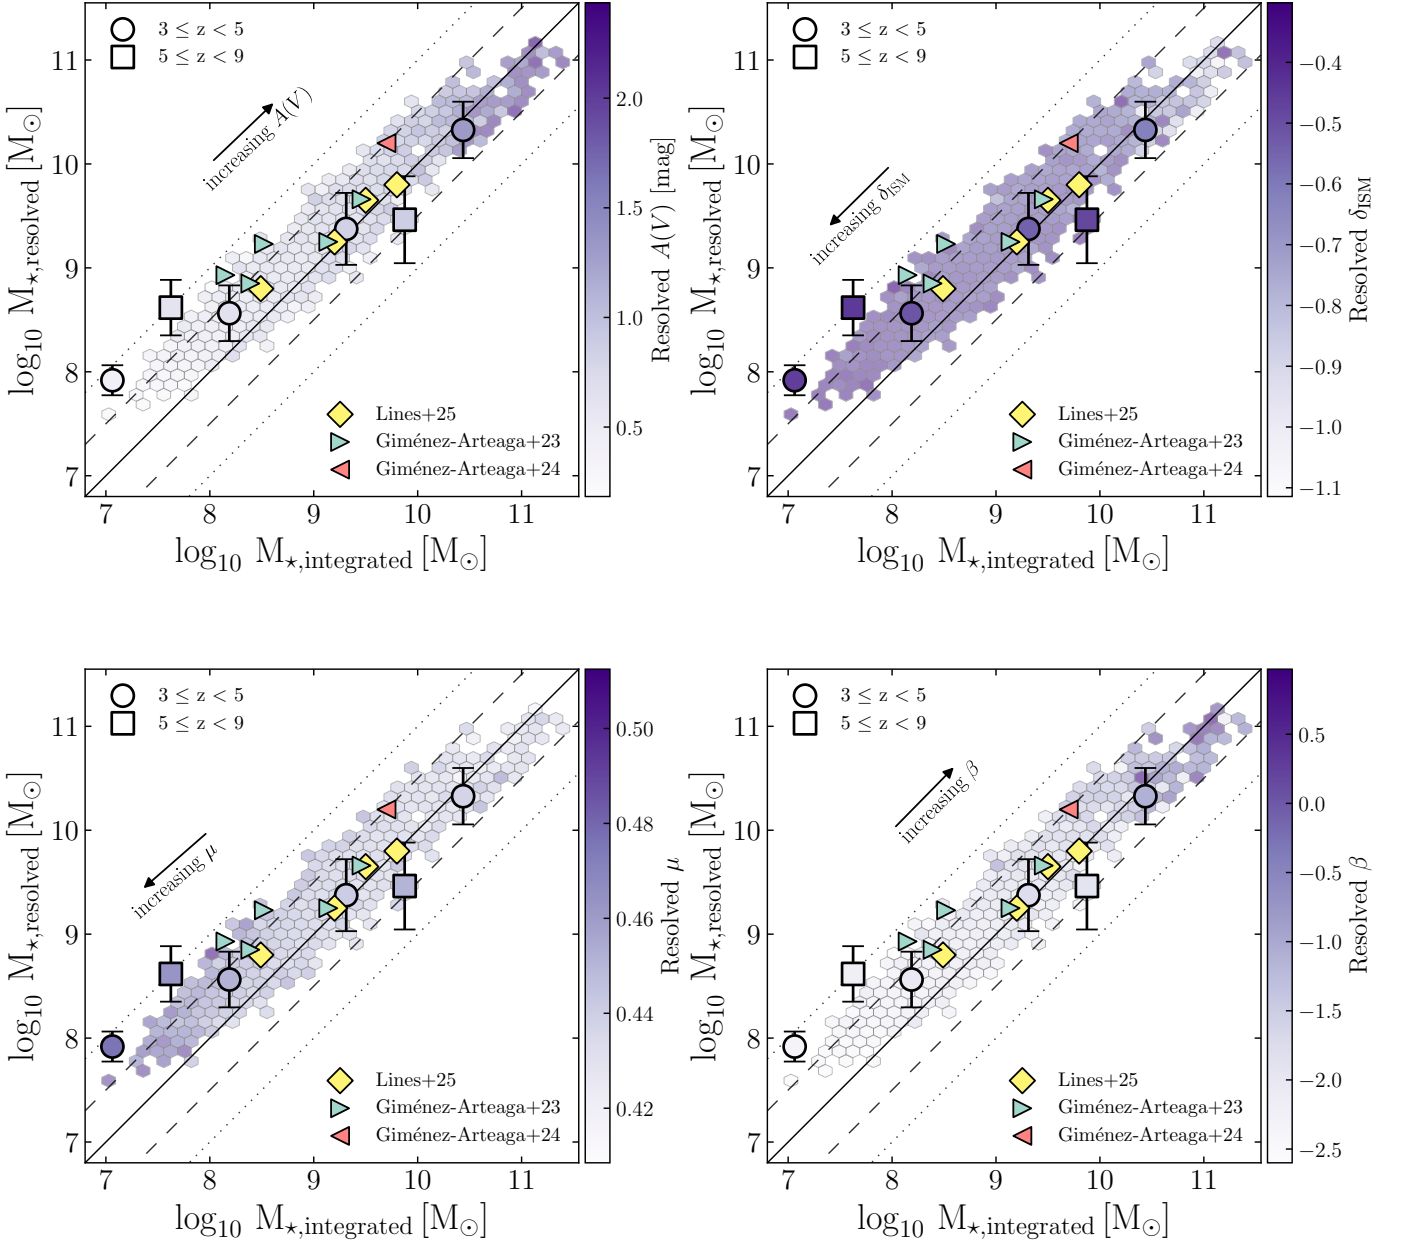 3 ≤ z < 5
5 ≤ z < 9
increasing A(V)
Lines+25
Giménez-Arteaga+23
Giménez-Arteaga+24
11
10
9
8
7
log₁₀ M⋆,resolved [M⊙]
7 8 9 10 11
log₁₀ M⋆,integrated [M⊙]
2.0
1.5
1.0
0.5
Resolved A(V) [mag]
3 ≤ z < 5
5 ≤ z < 9
increasing δISM
Lines+25
Giménez-Arteaga+23
Giménez-Arteaga+24
11
10
9
8
7
log₁₀ M⋆,resolved [M⊙]
7 8 9 10 11
log₁₀ M⋆,integrated [M⊙]
−0.4
−0.5
−0.6
−0.7
−0.8
−0.9
−1.0
−1.1
Resolved δISM
3 ≤ z < 5
5 ≤ z < 9
increasing μ
Lines+25
Giménez-Arteaga+23
Giménez-Arteaga+24
11
10
9
8
7
log₁₀ M⋆,resolved [M⊙]
7 8 9 10 11
log₁₀ M⋆,integrated [M⊙]
0.50
0.48
0.46
0.44
0.42
Resolved μ
3 ≤ z < 5
5 ≤ z < 9
increasing β
Lines+25
Giménez-Arteaga+23
Giménez-Arteaga+24
11
10
9
8
7
log₁₀ M⋆,resolved [M⊙]
7 8 9 10 11
log₁₀ M⋆,integrated [M⊙]
0.5
0.0
−0.5
−1.0
−1.5
−2.0
−2.5
Resolved β